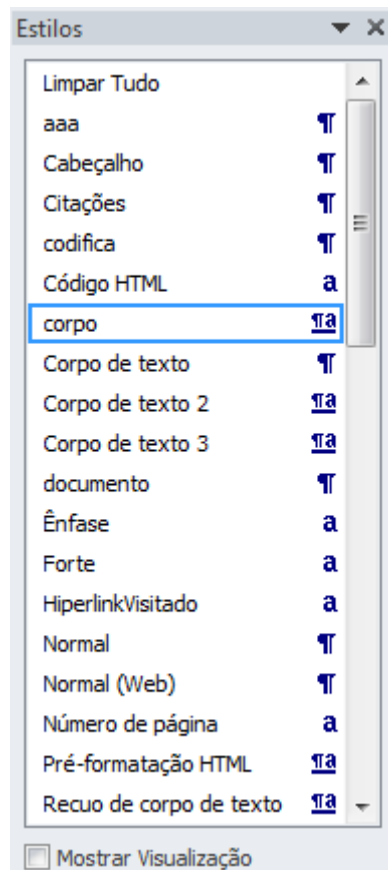 Estilos
Limpar Tudo
aaa ¶
Cabeçalho ¶
Citações ¶
codifica ¶
Código HTML a
corpo ¶a
Corpo de texto ¶
Corpo de texto 2 ¶a
Corpo de texto 3 ¶a
documento ¶
Ênfase a
Forte a
HiperlinkVisitado a
Normal ¶
Normal (Web) ¶
Número de página a
Pré-formatação HTML ¶a
Recuo de corpo de texto ¶a
Mostrar Visualização